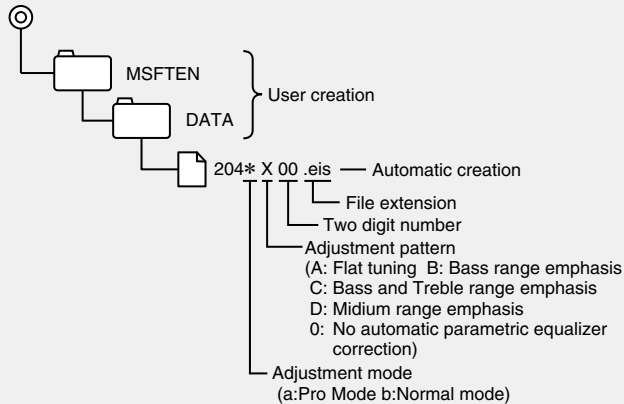 MSFTEN
User creation
DATA
204* X 00 .eis
Automatic creation
File extension
Two digit number
Adjustment pattern
(A: Flat tuning B: Bass range emphasis
C: Bass and Treble range emphasis
D: Midium range emphasis
0: No automatic parametric equalizer
correction)
Adjustment mode
(a:Pro Mode b:Normal mode)